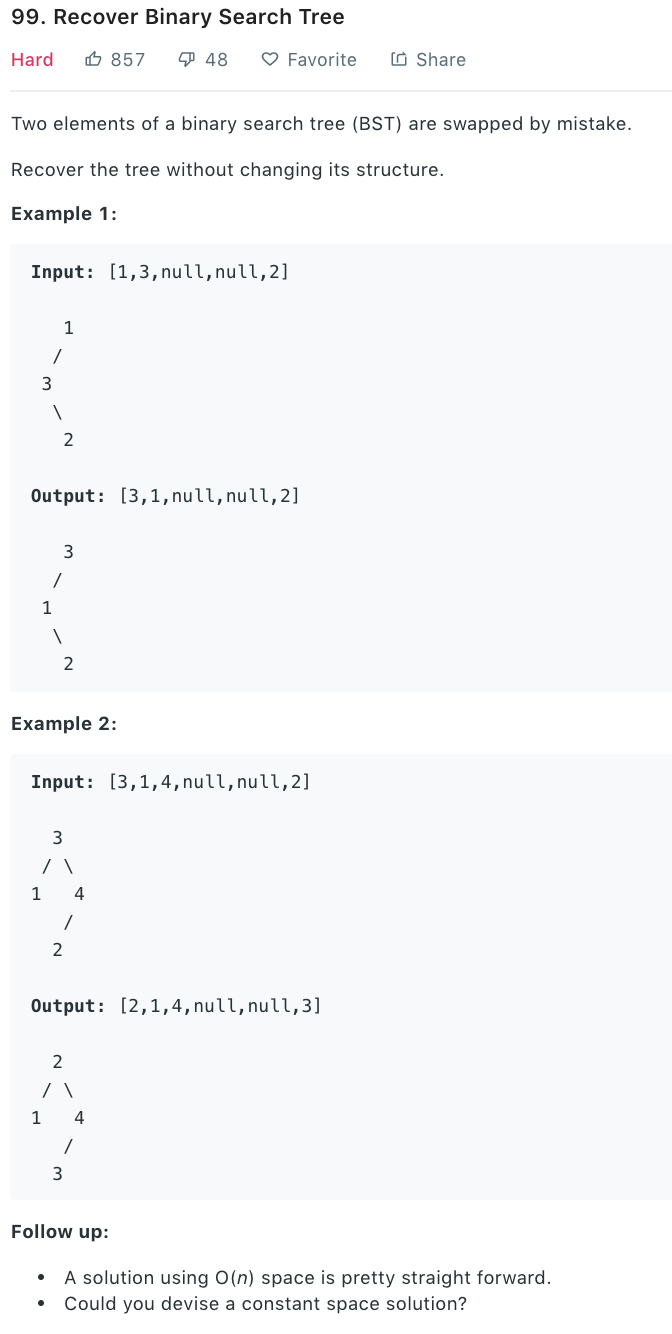 99. Recover Binary Search Tree
Hard 857 48 Favorite Share
Two elements of a binary search tree (BST) are swapped by mistake.
Recover the tree without changing its structure.
Example 1:
Input: [1,3,null,null,2]
   1
  /
 3
  \
   2
Output: [3,1,null,null,2]
   3
  /
 1
  \
   2
Example 2:
Input: [3,1,4,null,null,2]
  3
 / \
1   4
   /
  2
Output: [2,1,4,null,null,3]
  2
 / \
1   4
   /
  3
Follow up:
• A solution using O(n) space is pretty straight forward.
• Could you devise a constant space solution?